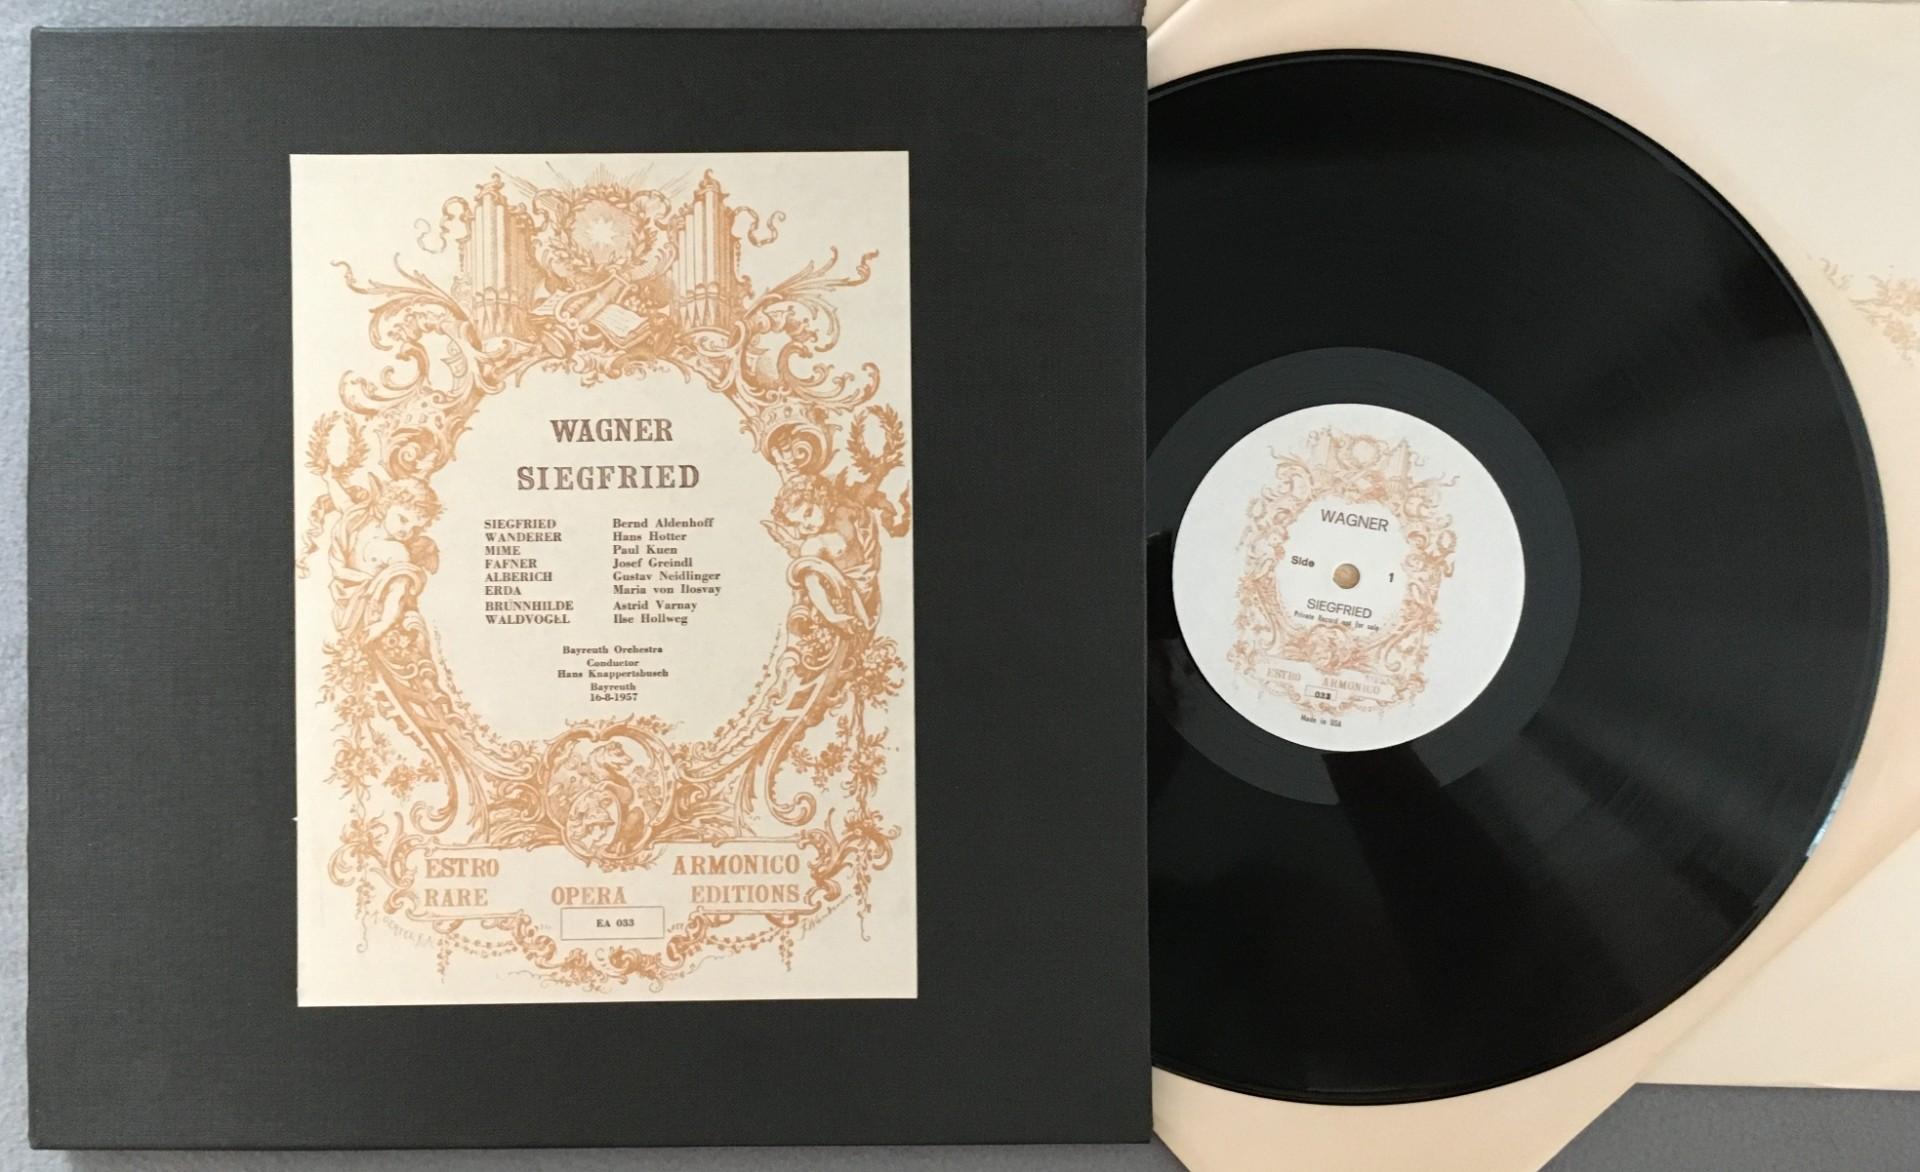 WAGNER
SIEGFRIED
SIEGFRIED Bernd Aldenhoff
WANDERER Hans Hotter
MIME Paul Kuen
FAFNER Josef Greindl
ALBERICH Gustav Neidlinger
ERDA Maria von Ilosvay
BRÜNNHILDE Astrid Varnay
WALDVOGEL Ilse Hollweg
Bayreuth Orchestra
Conductor
Hans Knappertsbusch
Bayreuth
16-8-1957
ESTRO ARMONICO
RARE OPERA EDITIONS
EA 033
WAGNER
Side 1
SIEGFRIED
Private Record not for sale
ESTRO ARMONICO
033
Made in USA